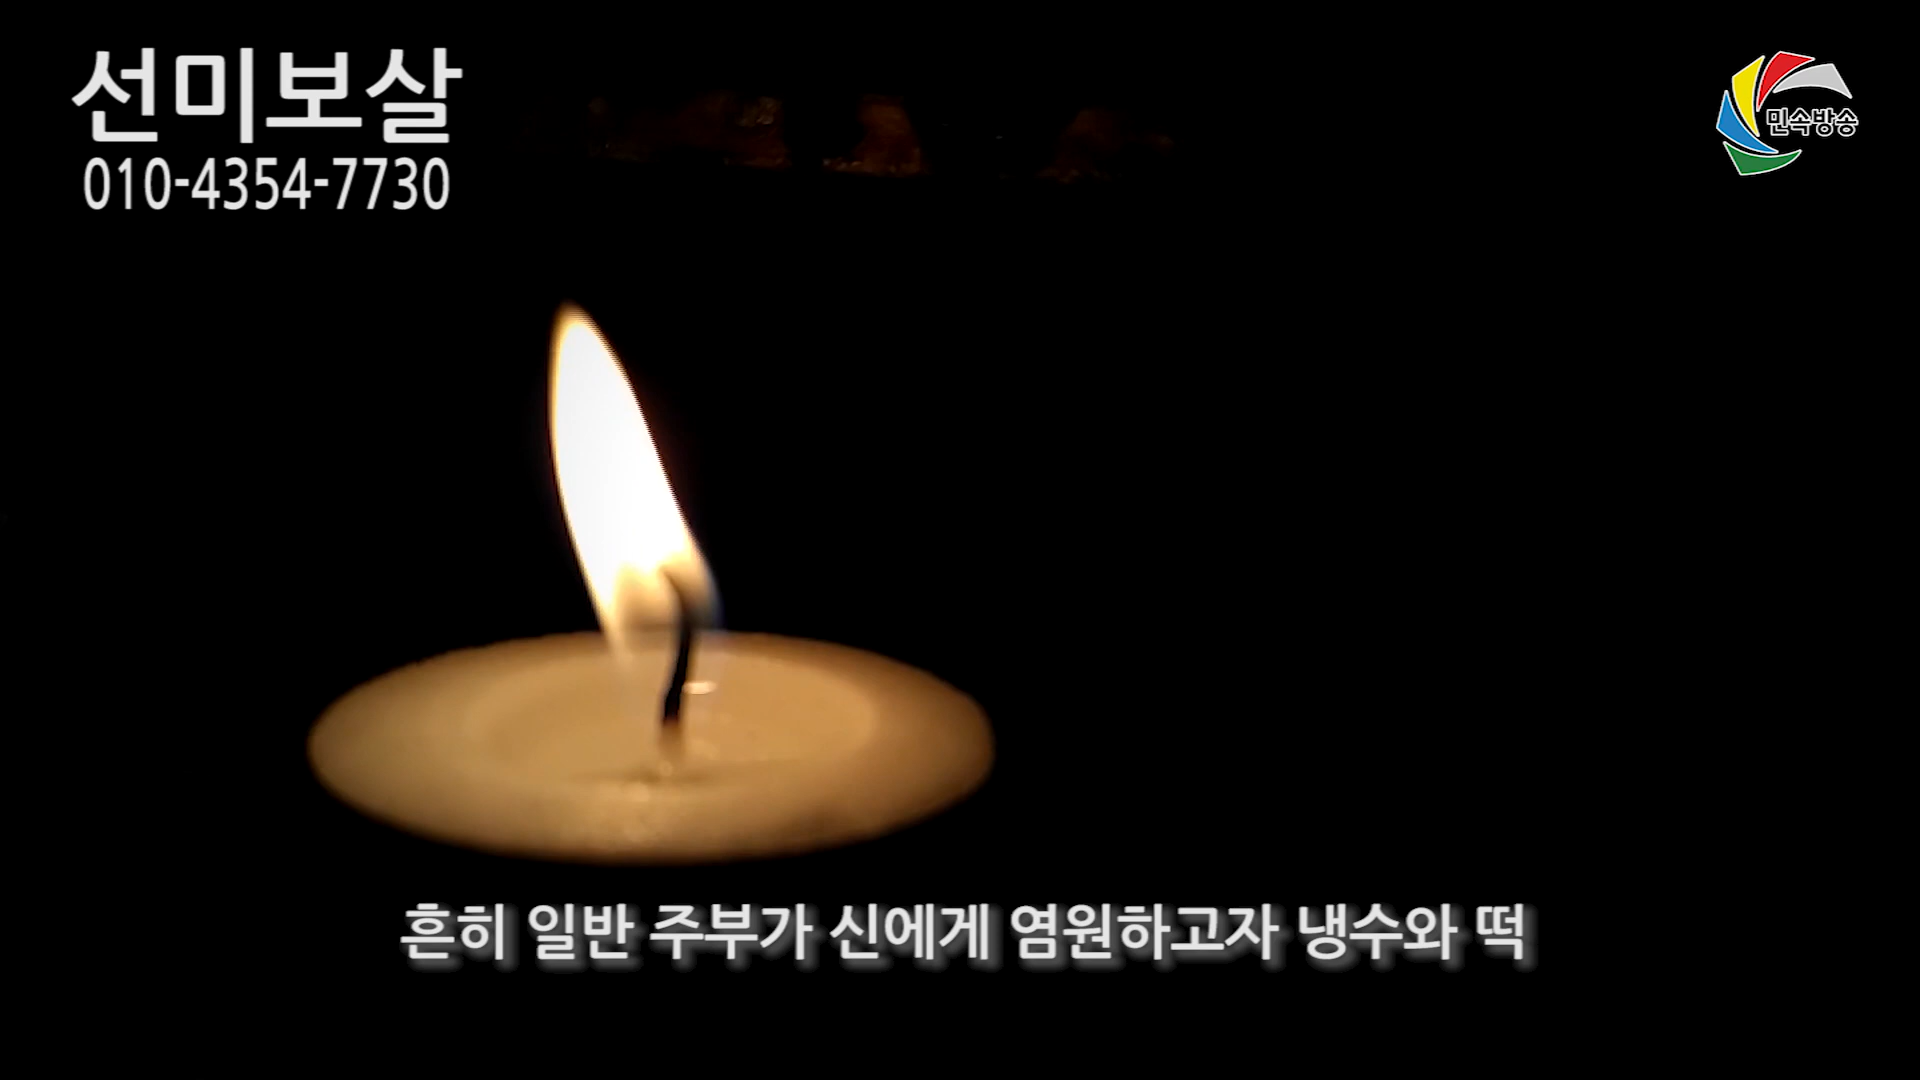 선미보살
010-4354-7730
민속방송
흔히 일반 주부가 신에게 염원하고자 냉수와 떡